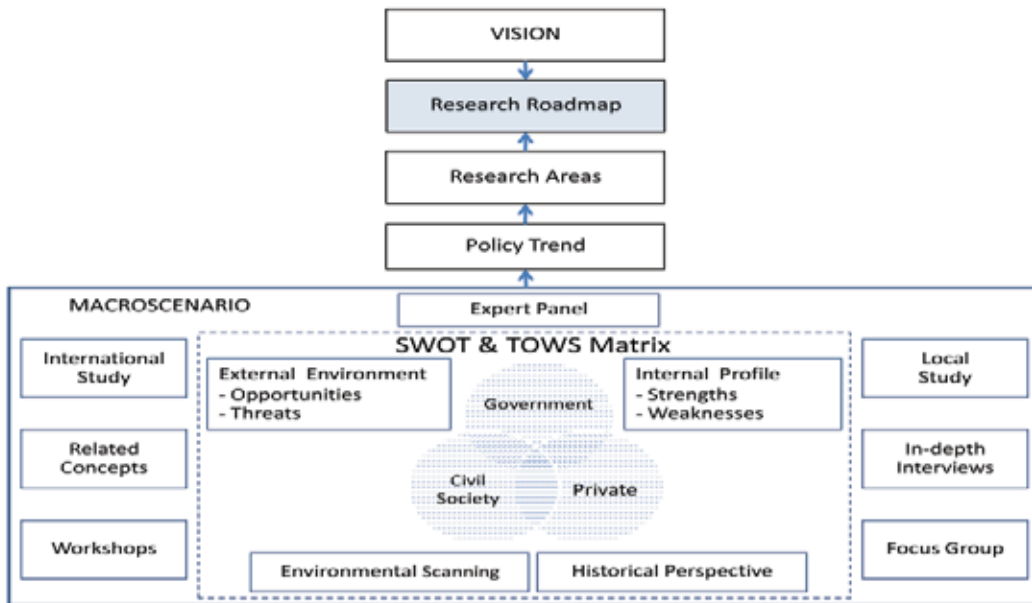 VISION
Research Roadmap
Research Areas
Policy Trend
MACROSCENARIO
Expert Panel
International
Study
Related
Concepts
Workshops
SWOT & TOWS Matrix
External Environment
- Opportunities
- Threats
Internal Profile
- Strengths
- Weaknesses
Government
Civil
Society
Private
Environmental Scanning
Historical Perspective
Local
Study
In-depth
Interviews
Focus Group